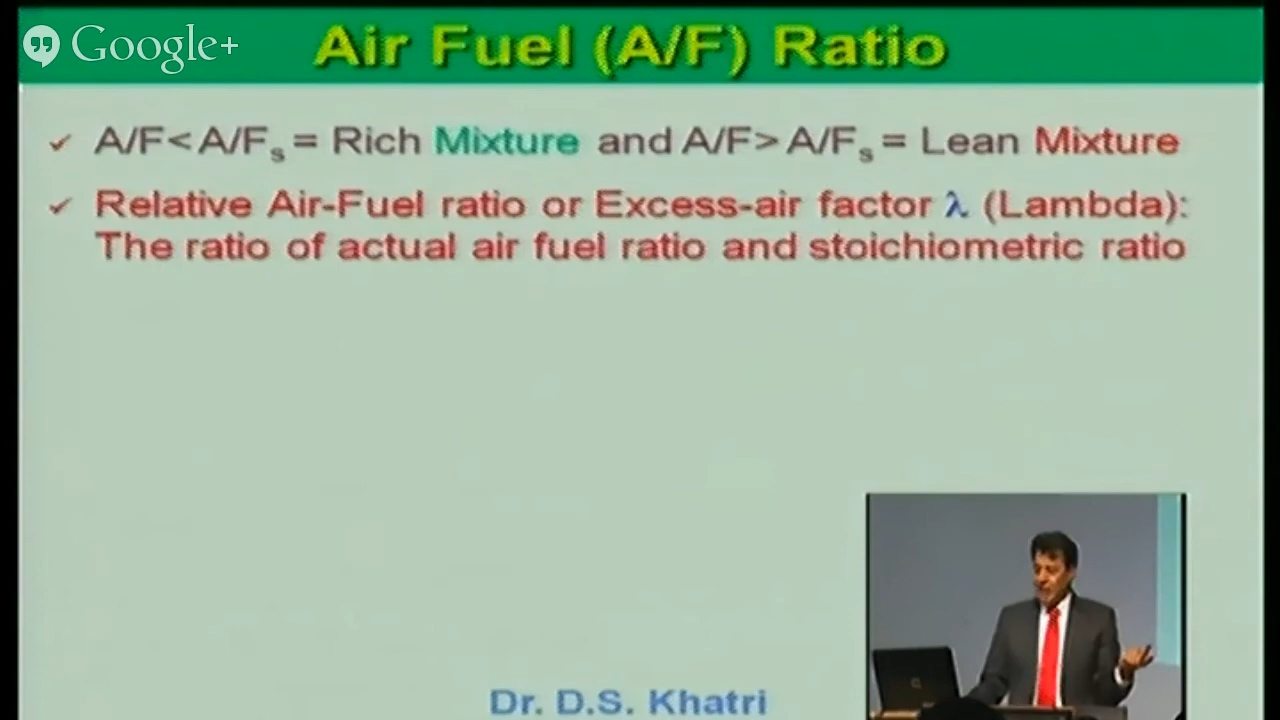 Google+
Air Fuel (A/F) Ratio
✓ A/F< A/Fs = Rich Mixture and A/F> A/Fs = Lean Mixture
✓ Relative Air-Fuel ratio or Excess-air factor λ (Lambda):
The ratio of actual air fuel ratio and stoichiometric ratio
Dr. D.S. Khatri